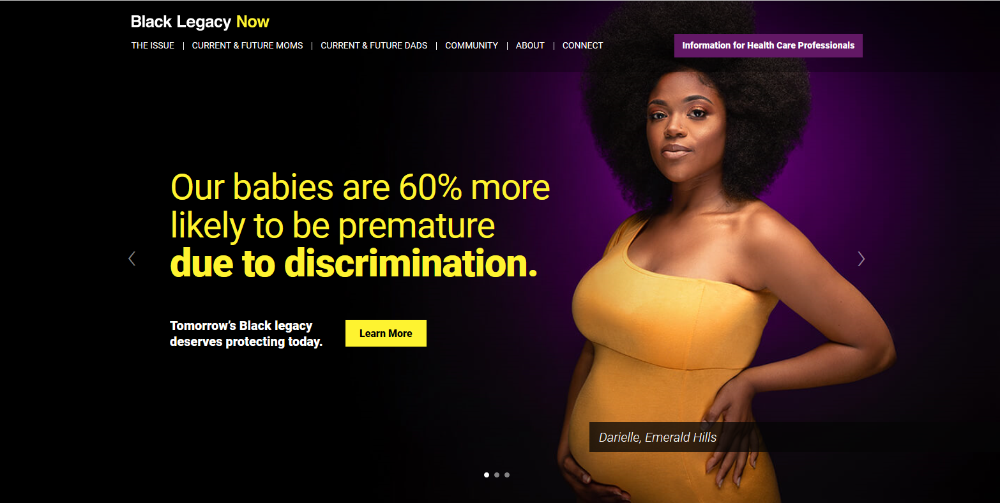 Black Legacy Now
THE ISSUE | CURRENT & FUTURE MOMS | CURRENT & FUTURE DADS | COMMUNITY | ABOUT | CONNECT
Information for Health Care Professionals
Our babies are 60% more
likely to be premature
due to discrimination.
Tomorrow’s Black legacy
deserves protecting today.
Learn More
Darielle, Emerald Hills